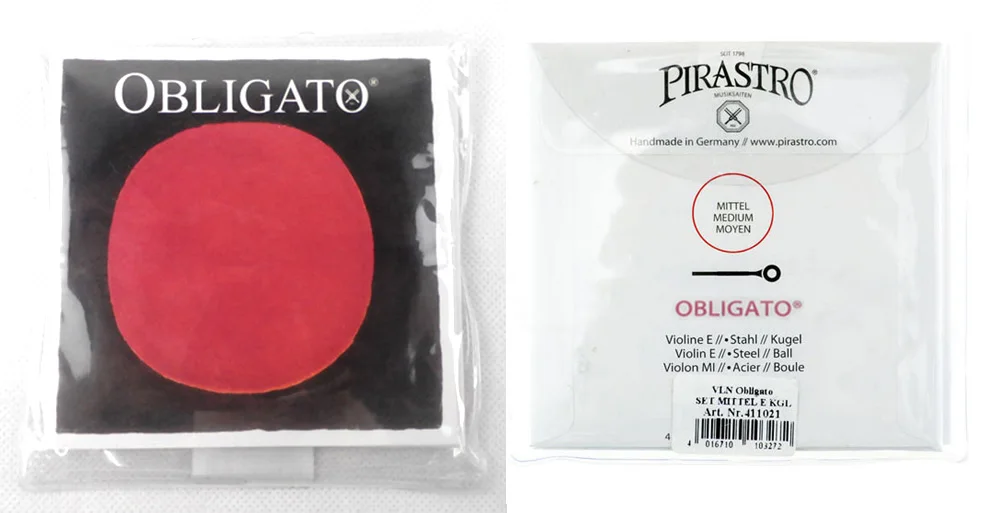 OBLIGATO®
SEIT 1798
PIRASTRO®
MUSIKSAITEN
Handmade in Germany // www.pirastro.com
MITTEL
MEDIUM
MOYEN
OBLIGATO®
Violine E // • Stahl // Kugel
Violin E // • Steel // Ball
Violon MI // • Acier // Boule
VLN Obligato
SET MITTEL E KGL
Art. Nr.411021
4
4 016710 103272